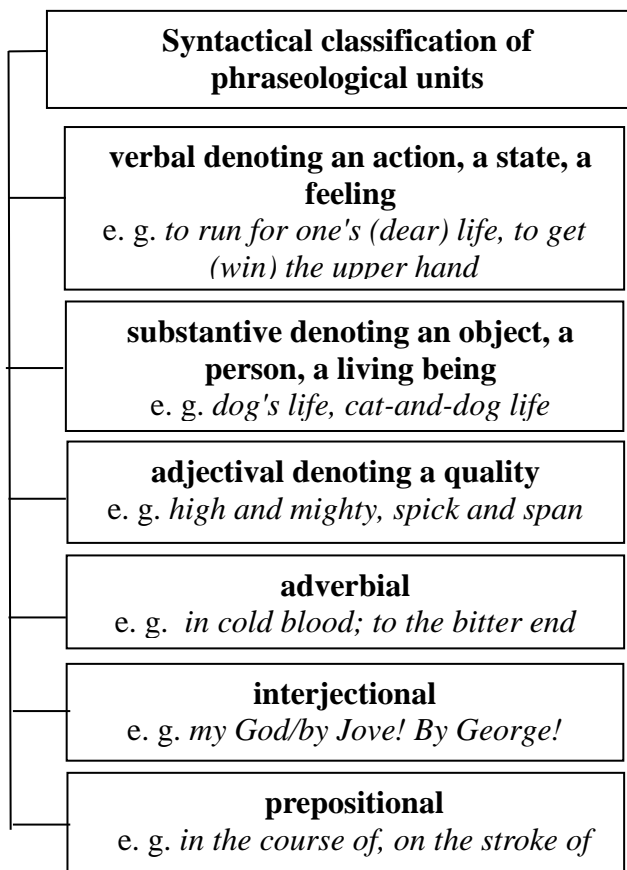 Syntactical classification of
phraseological units
verbal denoting an action, a state, a
feeling
e. g. to run for one's (dear) life, to get
(win) the upper hand
substantive denoting an object, a
person, a living being
e. g. dog's life, cat-and-dog life
adjectival denoting a quality
e. g. high and mighty, spick and span
adverbial
e. g. in cold blood; to the bitter end
interjectional
e. g. my God/by Jove! By George!
prepositional
e. g. in the course of, on the stroke of